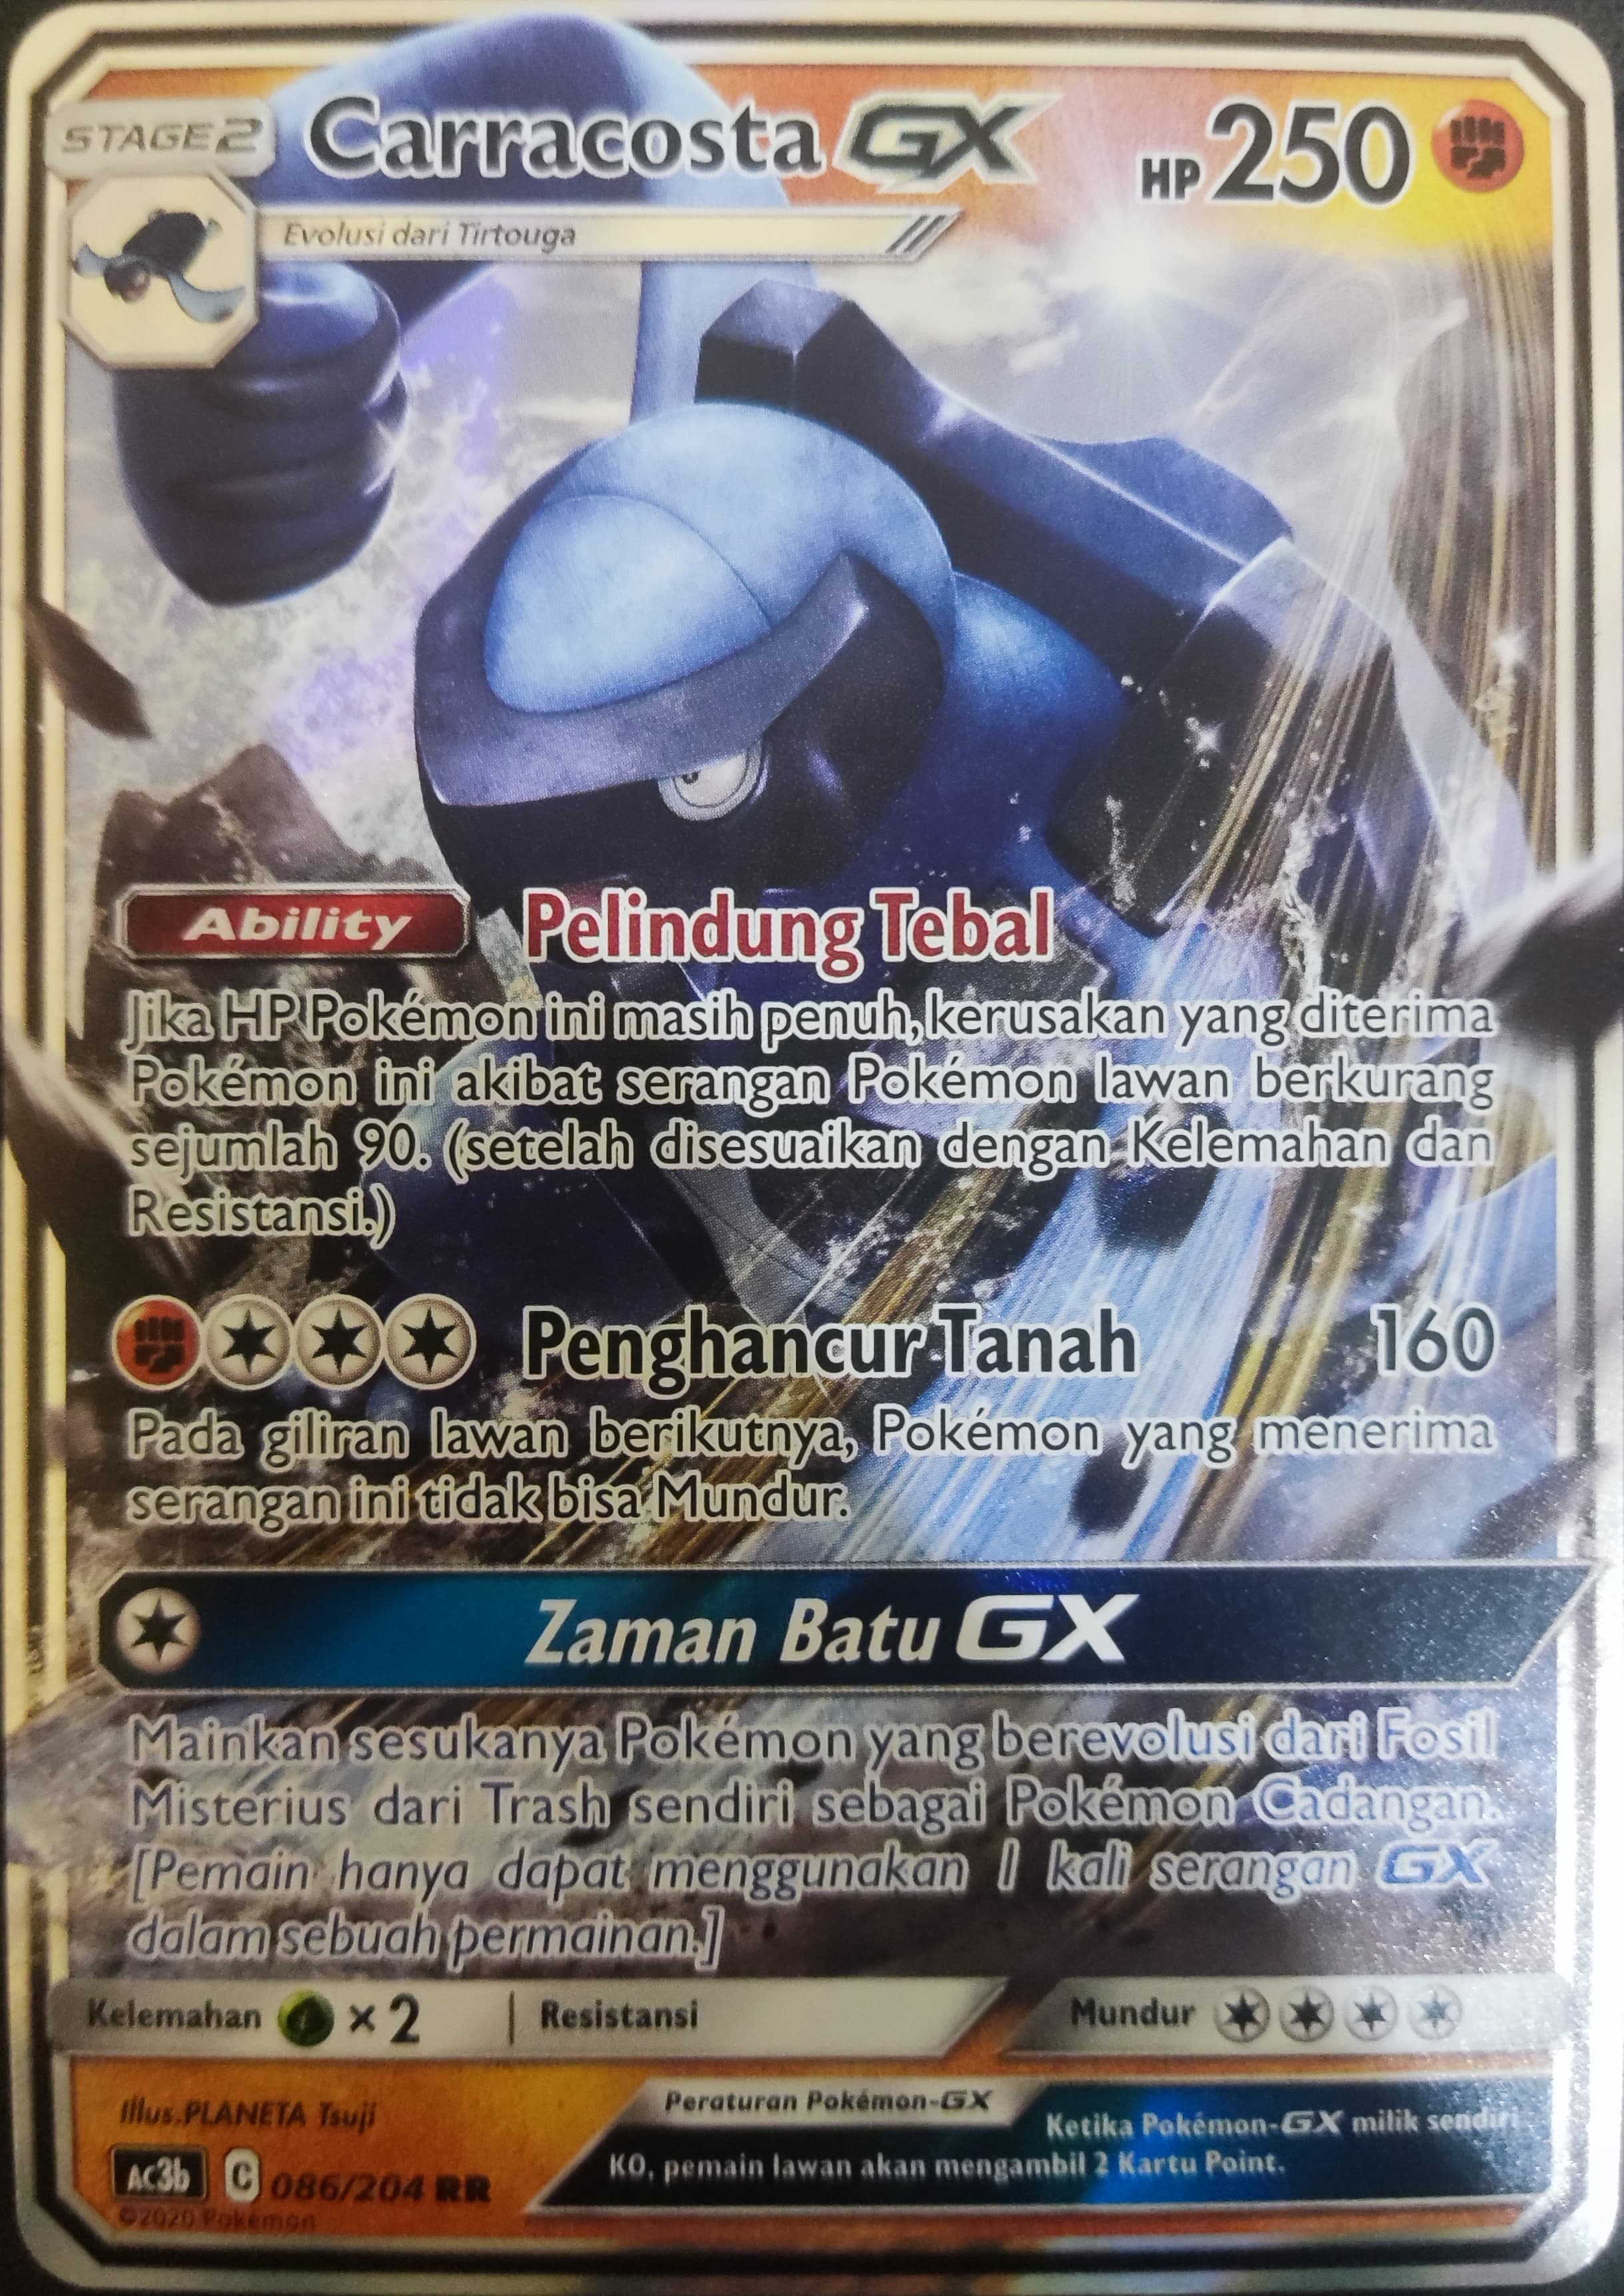 STAGE 2 Carracosta GX HP 250
Evolusi dari Tirtouga
Ability Pelindung Tebal
Jika HP Pokémon ini masih penuh, kerusakan yang diterima
Pokémon ini akibat serangan Pokémon lawan berkurang
sejumlah 90. (setelah disesuaikan dengan Kelemahan dan
Resistansi.)
Penghancur Tanah 160
Pada giliran lawan berikutnya, Pokémon yang menerima
serangan ini tidak bisa Mundur.
Zaman Batu GX
Mainkan sesukanya Pokémon yang berevolusi dari Fosil
Misterius dari Trash sendiri sebagai Pokémon Cadangan.
[Pemain hanya dapat menggunakan 1 kali serangan GX
dalam sebuah permainan.]
Kelemahan ×2 Resistansi Mundur
Illus.PLANETA Tsuji
Peraturan Pokémon-GX
Ketika Pokémon-GX milik sendiri
KO, pemain lawan akan mengambil 2 Kartu Point.
AC3b C 086/204 RR
©2020 Pokémon